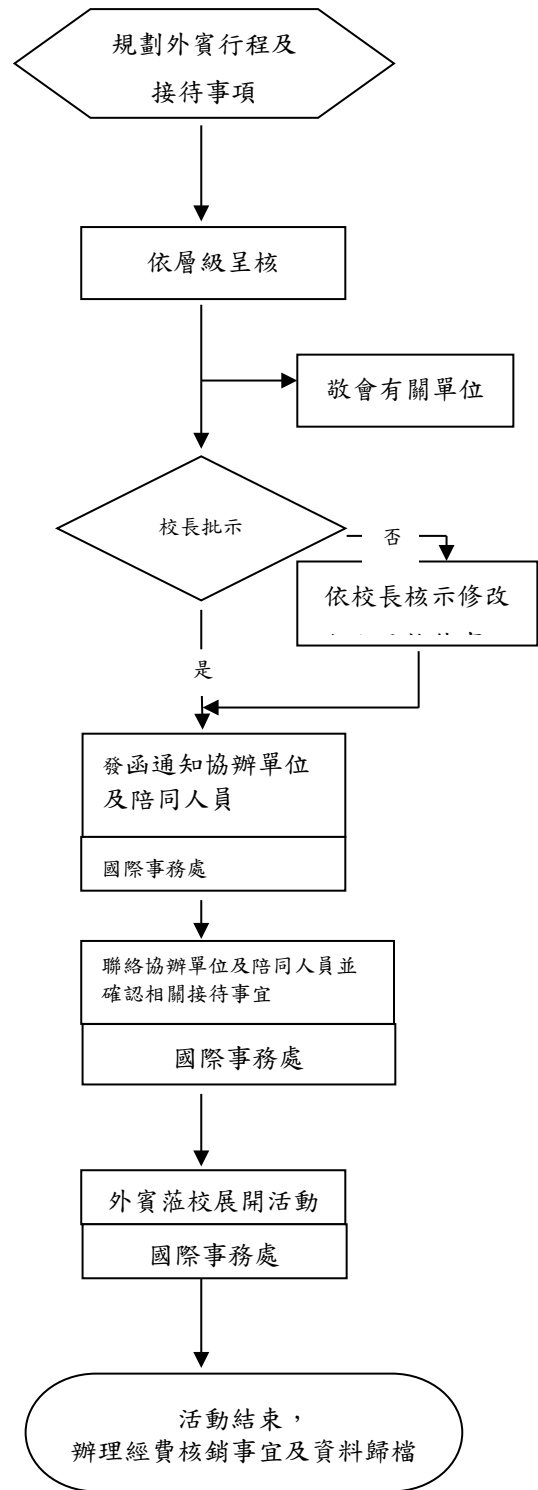 規劃外賓行程及
接待事項
依層級呈核
敬會有關單位
校長批示
否
依校長核示修改
是
發函通知協辦單位
及陪同人員
國際事務處
聯絡協辦單位及陪同人員並
確認相關接待事宜
國際事務處
外賓蒞校展開活動
國際事務處
活動結束，
辦理經費核銷事宜及資料歸檔